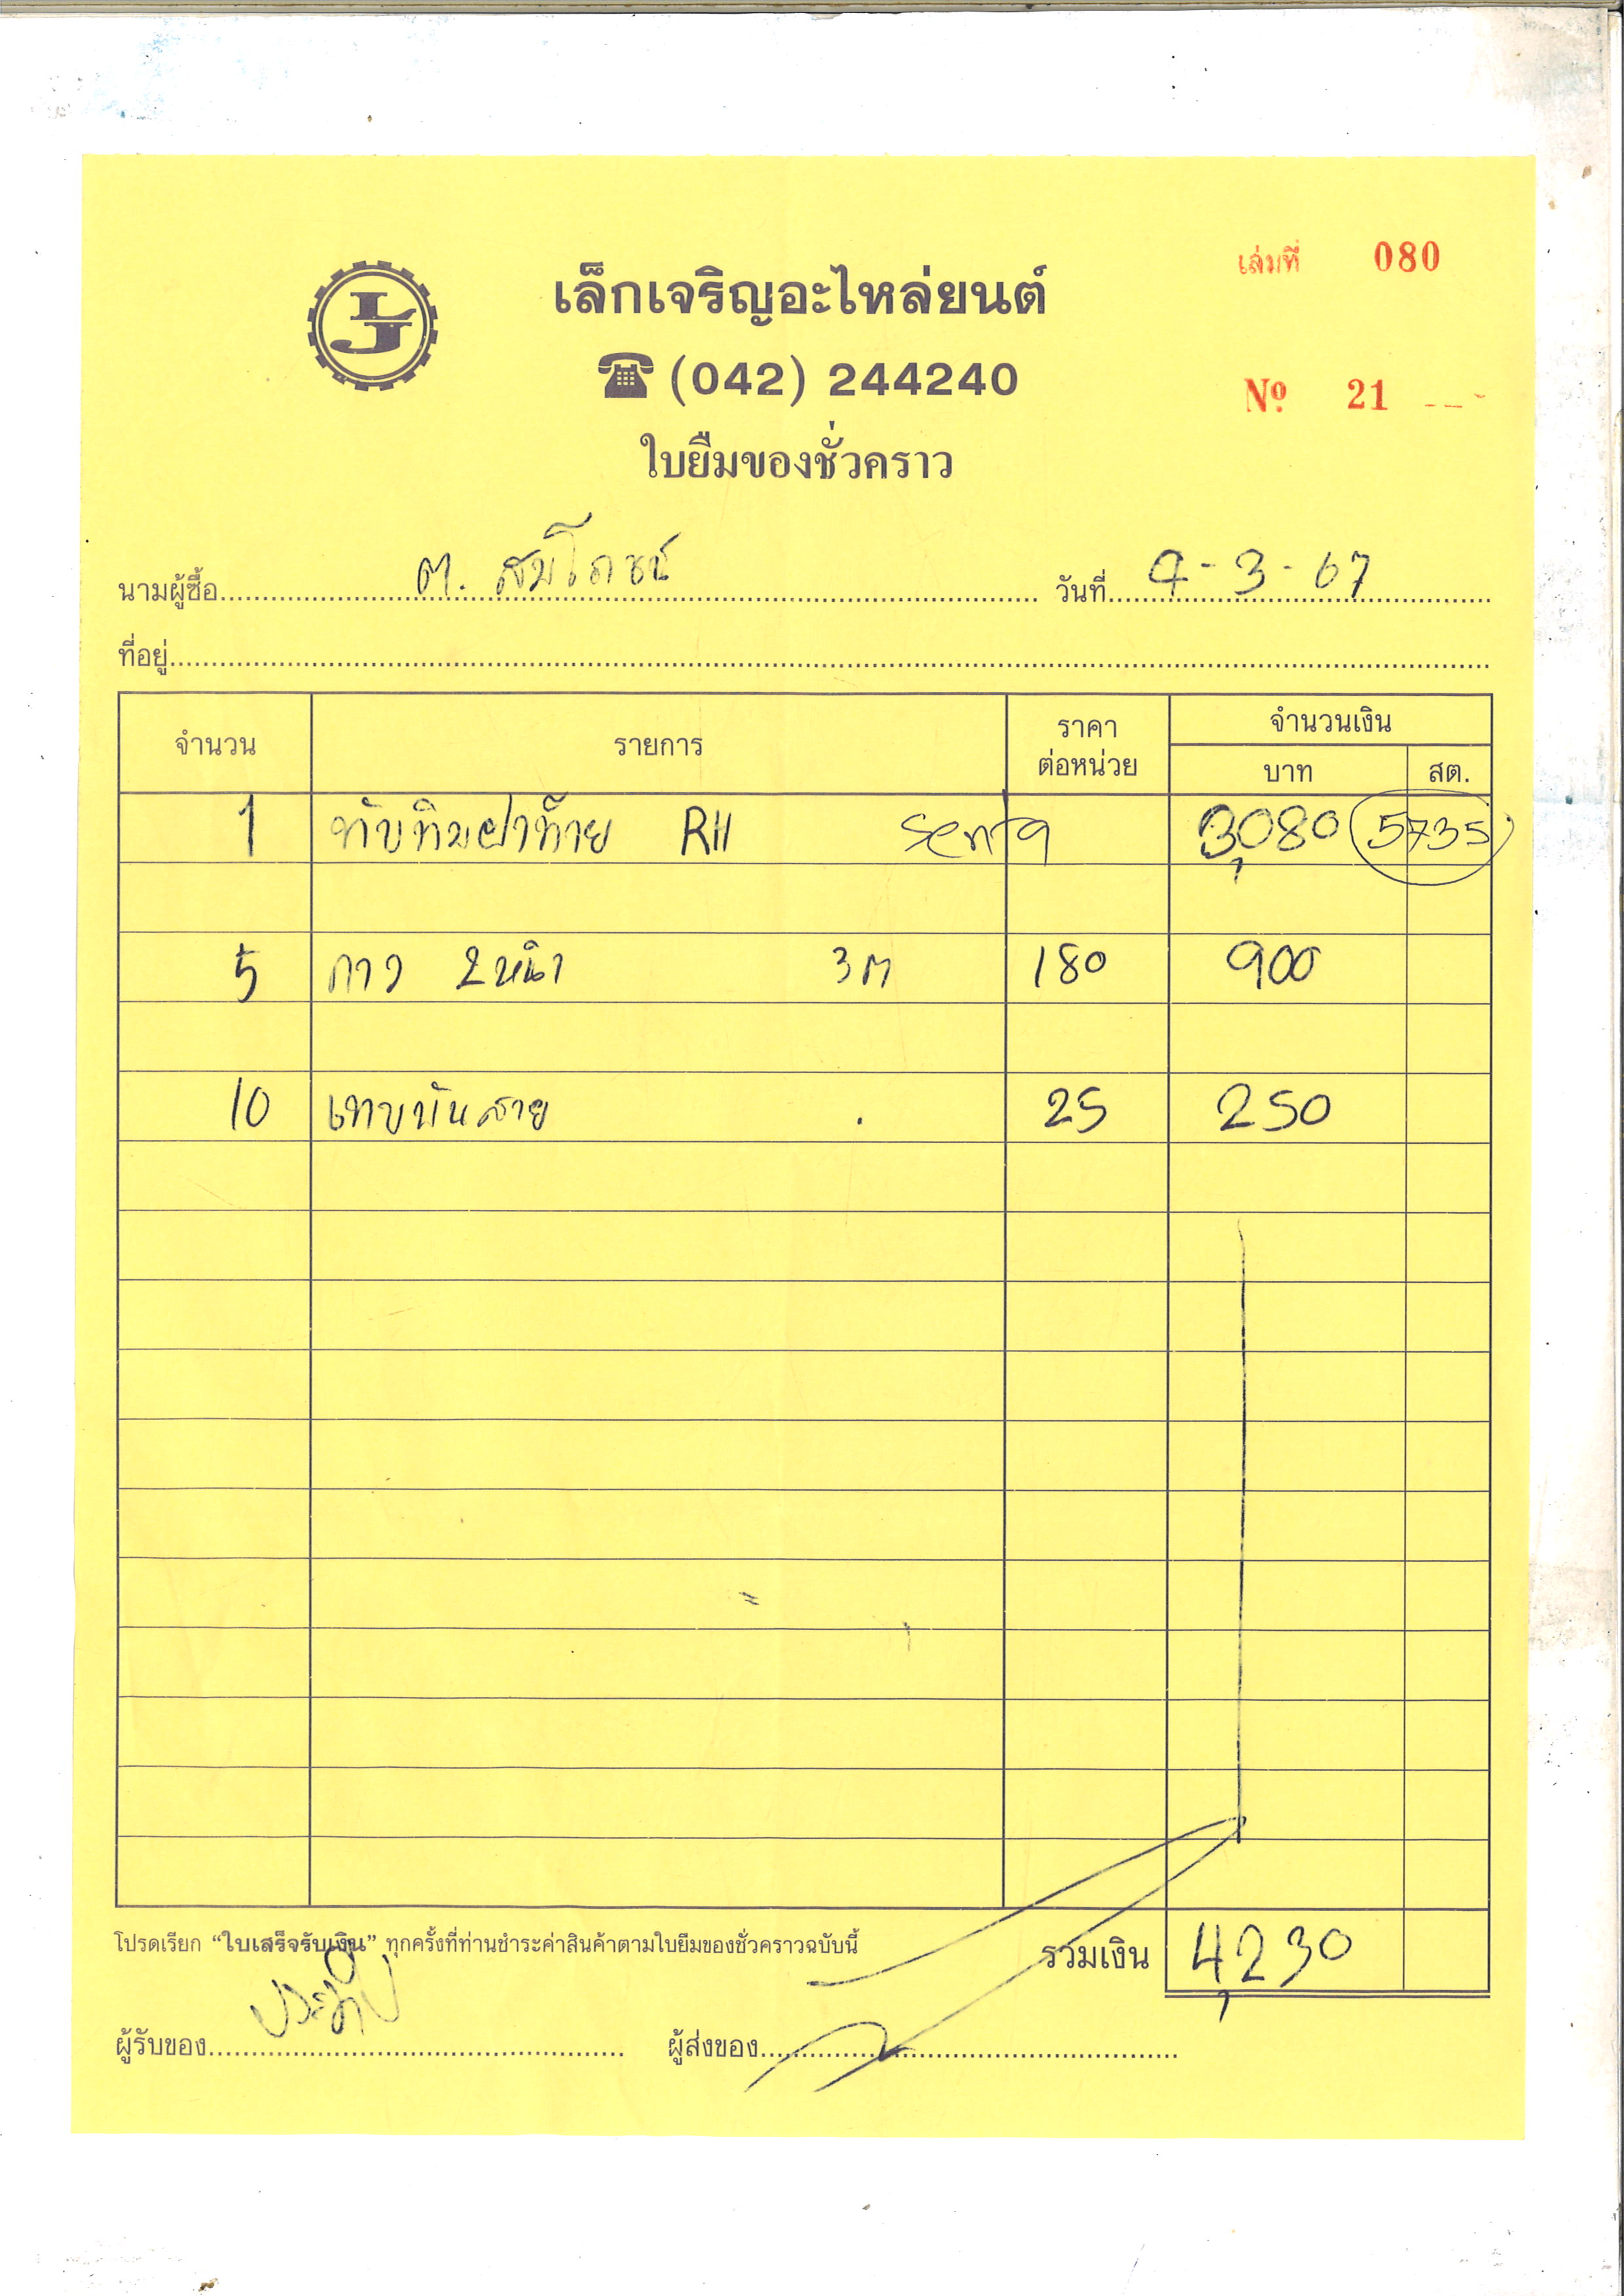 เล่มที่ 080
LJ
เล็กเจริญอะไหล่ยนต์
(042) 244240
Nº 21
ใบยืมของชั่วคราว
นามผู้ซื้อ ต. สมโภชน์ วันที่ 4-3-67
ที่อยู่
จำนวน รายการ ราคาต่อหน่วย จำนวนเงิน
บาท สต.
1 ทับทิมฝาท้าย RH 3,080 5735
5 กาว 2หน้า 3M 180 900
10 เทปพันสาย 25 250
โปรดเรียก “ใบเสร็จรับเงิน” ทุกครั้งที่ท่านชำระค่าสินค้าตามใบยืมของชั่วคราวฉบับนี้ รวมเงิน 4,230
ผู้รับของ ผู้ส่งของ